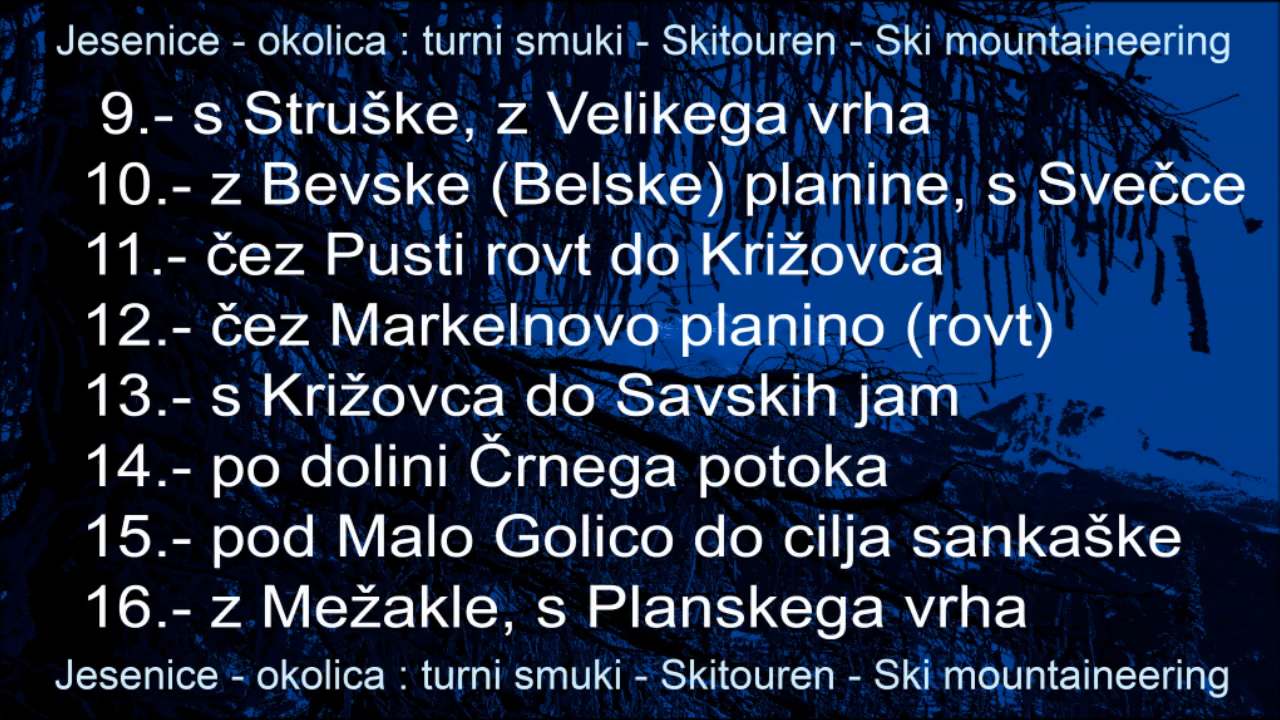 Jesenice - okolica : turni smuki - Skitouren - Ski mountaineering
9.- s Struške, z Velikega vrha
10.- z Bevske (Belske) planine, s Svečce
11.- čez Pusti rovt do Križovca
12.- čez Markelnovo planino (rovt)
13.- s Križovca do Savskih jam
14.- po dolini Črnega potoka
15.- pod Malo Golico do cilja sankaške
16.- z Mežakle, s Planskega vrha
Jesenice - okolica : turni smuki - Skitouren - Ski mountaineering